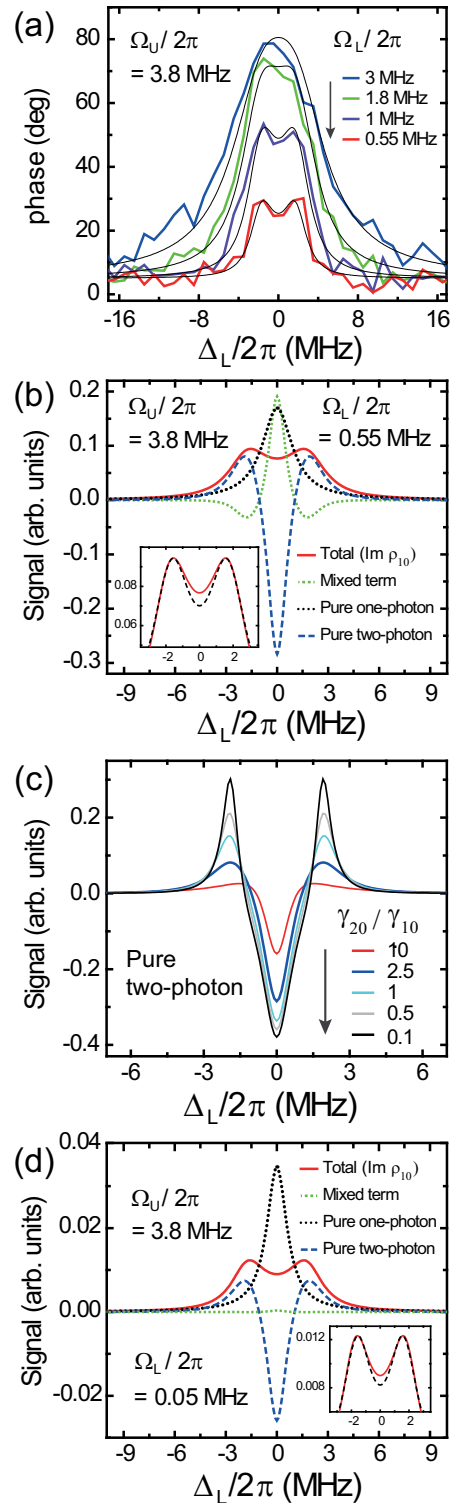 (a)
Ω_U / 2π = 3.8 MHz
Ω_L / 2π
3 MHz
1.8 MHz
1 MHz
0.55 MHz
phase (deg)
80
60
40
20
0
-16 -8 0 8 16
Δ_L/2π (MHz)
(b)
Ω_U / 2π = 3.8 MHz
Ω_L / 2π = 0.55 MHz
Signal (arb. units)
0.2
0.1
0.0
-0.1
-0.2
-0.3
Total (Im ρ_10)
Mixed term
Pure one-photon
Pure two-photon
0.08
0.06
-2 0 2
-9 -6 -3 0 3 6 9
Δ_L/2π (MHz)
(c)
Signal (arb. units)
0.2
0.0
-0.2
-0.4
Pure two-photon
γ_20 / γ_10
10
2.5
1
0.5
0.1
-6 -3 0 3 6
Δ_L/2π (MHz)
(d)
Signal (arb. units)
0.04
0.02
0.00
-0.02
Ω_U / 2π = 3.8 MHz
Total (Im ρ_10)
Mixed term
Pure one-photon
Pure two-photon
Ω_L / 2π = 0.05 MHz
0.012
0.008
-2 0 2
-9 -6 -3 0 3 6 9
Δ_L/2π (MHz)